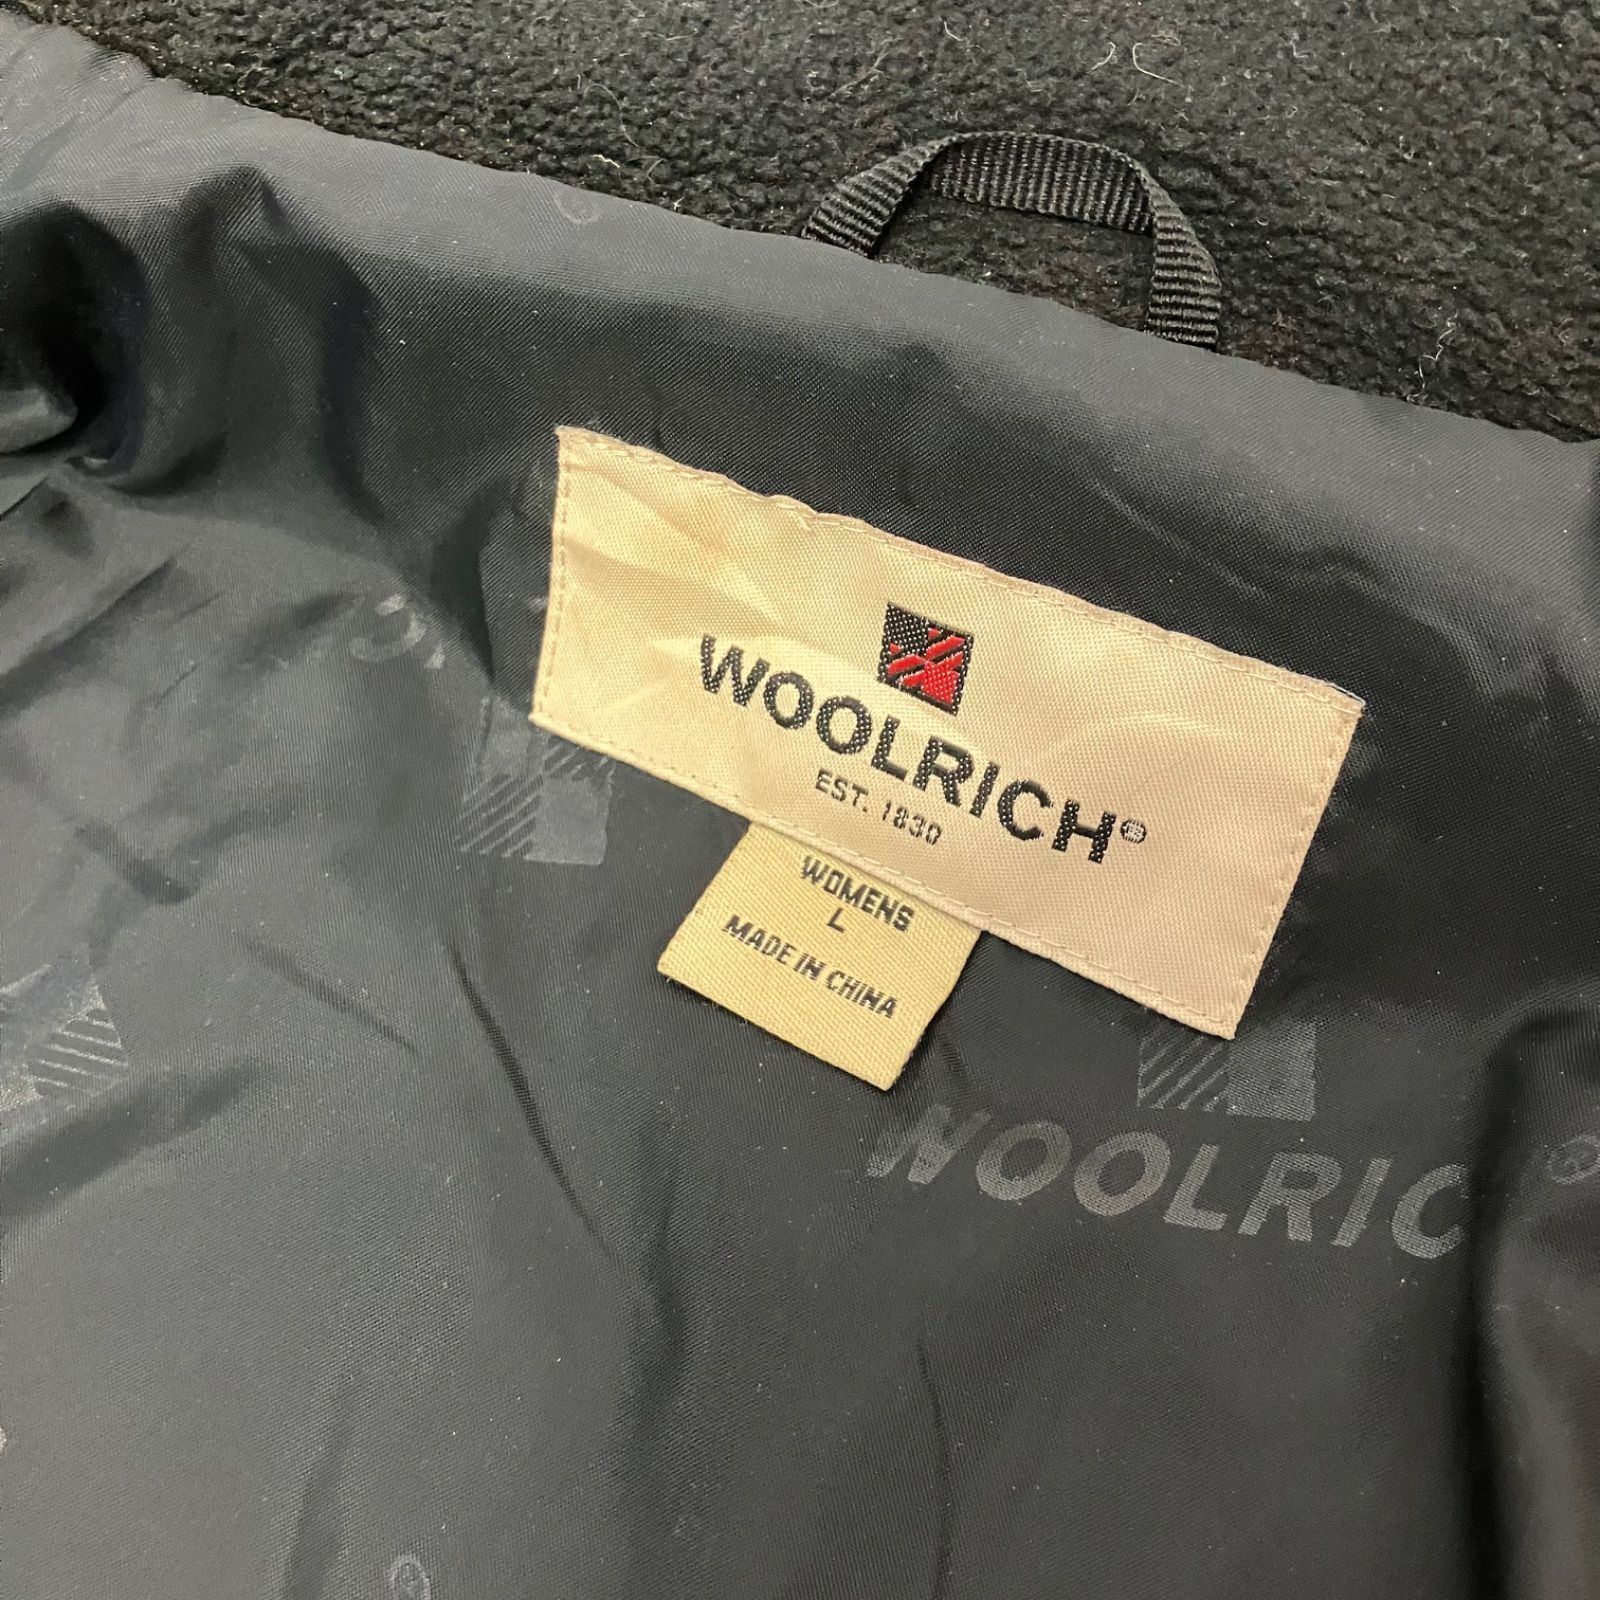 WOOLRICH®
EST. 1830
WOMENS
L
MADE IN CHINA
WOOLRIC